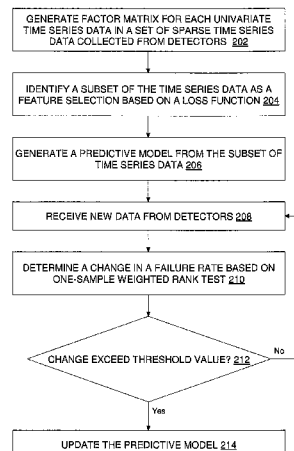 GENERATE FACTOR MATRIX FOR EACH UNIVARIATE
TIME SERIES DATA IN A SET OF SPARSE TIME SERIES
DATA COLLECTED FROM DETECTORS 202
IDENTIFY A SUBSET OF THE TIME SERIES DATA AS A
FEATURE SELECTION BASED ON A LOSS FUNCTION 204
GENERATE A PREDICTIVE MODEL FROM THE SUBSET OF
TIME SERIES DATA 206
RECEIVE NEW DATA FROM DETECTORS 208
DETERMINE A CHANGE IN A FAILURE RATE BASED ON
ONE-SAMPLE WEIGHTED RANK TEST 210
CHANGE EXCEED THRESHOLD VALUE? 212
No
Yes
UPDATE THE PREDICTIVE MODEL 214